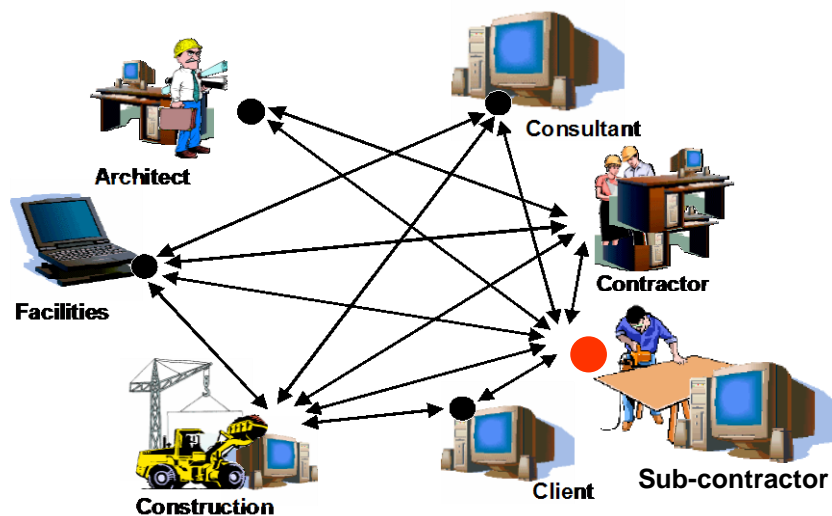 Architect
Consultant
Facilities
Contractor
Construction
Client
Sub-contractor